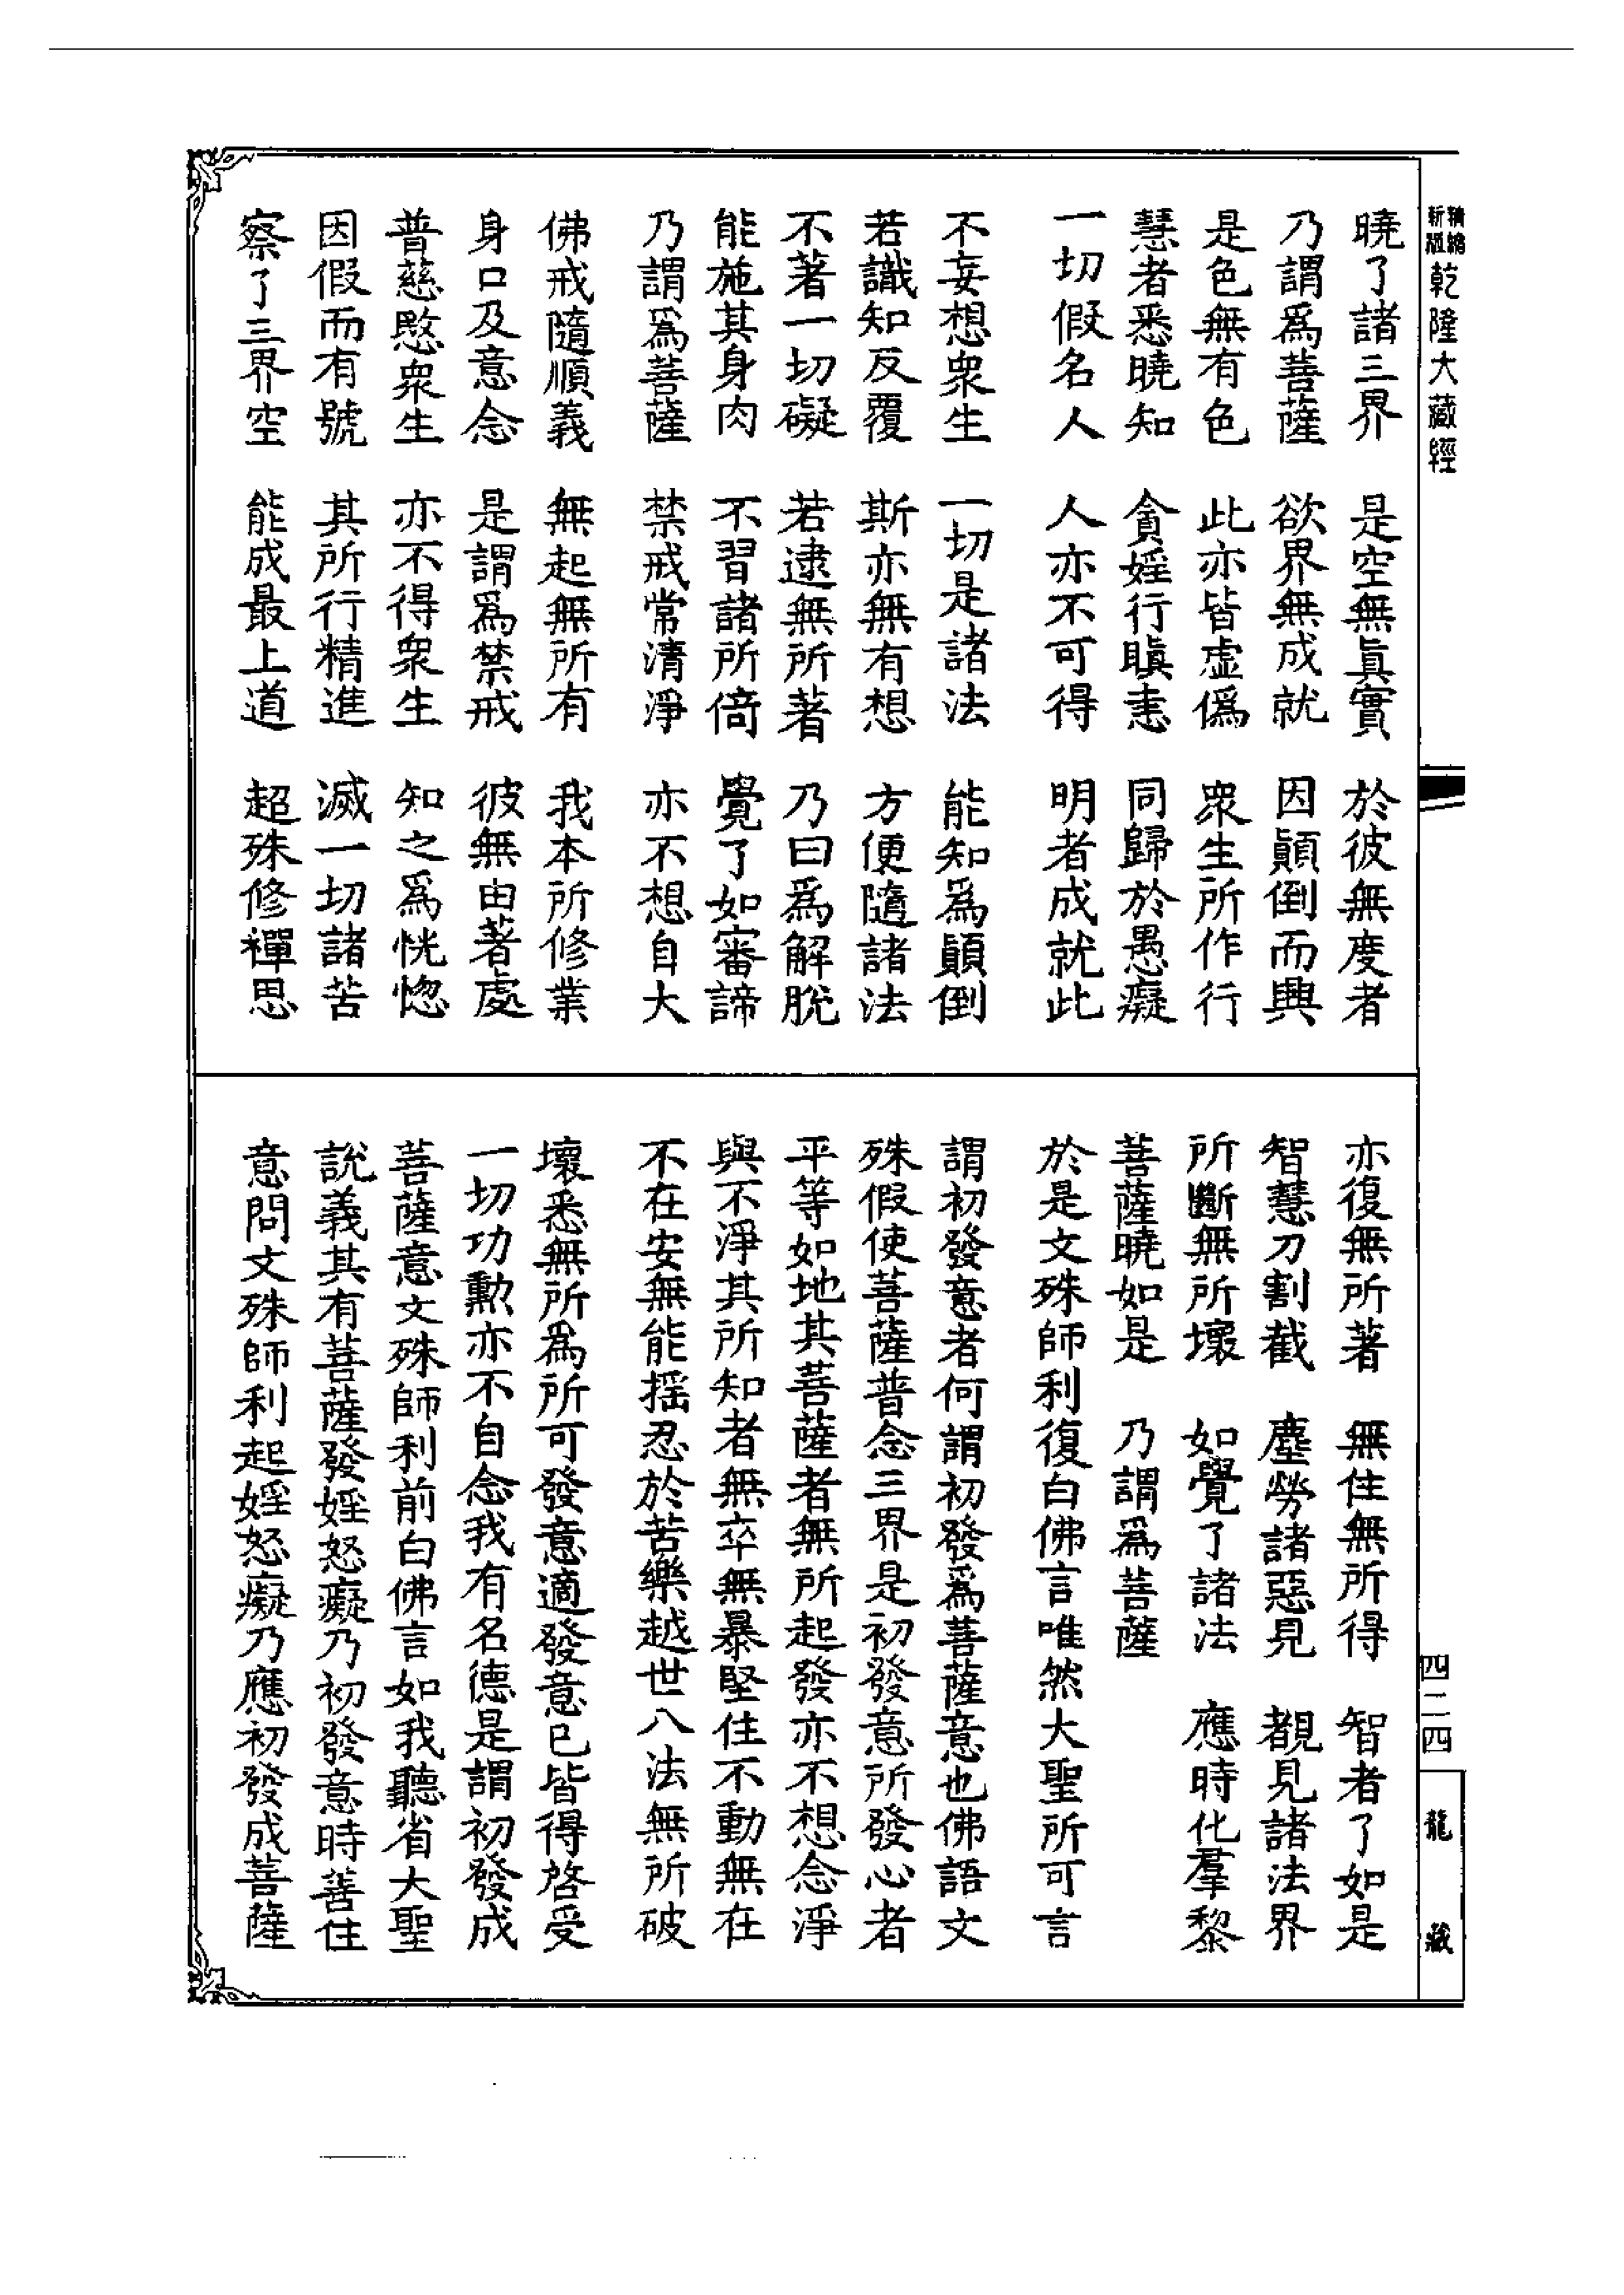 精繕新版乾隆大藏經
曉了諸三界　是空無眞實　於彼無度者
乃謂爲菩薩　欲界無成就　因顚倒而興
是色無有色　此亦皆虛僞　衆生所作行
慧者悉曉知　貪婬行瞋恚　同歸於愚癡
一切假名人　人亦不可得　明者成就此
不妄想衆生　一切是諸法　能知爲顚倒
若識知反覆　斯亦無有想　方便隨諸法
不著一切礙　若逮無所著　乃曰爲解脫
能施其身肉　不習諸所倚　覺了如審諦
乃謂爲菩薩　禁戒常清淨　亦不想自大
佛戒隨順義　無起無所有　我本所修業
身口及意念　是謂爲禁戒　彼無由著處
普慈愍衆生　亦不得衆生　知之爲恍惚
因假而有號　其所行精進　滅一切諸苦
察了三界空　能成最上道　超殊修禪思
亦復無所著　無住無所得　智者了如是
智慧刀割截　塵勞諸惡見　覩見諸法界
所斷無所壞　如覺了諸法　應時化羣黎
菩薩曉如是　乃謂爲菩薩
於是文殊師利復白佛言唯然大聖所可言
謂初發意者何謂初發爲菩薩意也佛語文
殊假使菩薩普念三界是初發意所發心者
平等如地其菩薩者無所起發亦不想念淨
與不淨其所知者無卒無暴堅住不動無在
不在安無能搖忍於苦樂越世八法無所破
壞悉無所爲所可發意適發意已皆得啓受
一切功勲亦不自念我有名德是謂初發成
菩薩意文殊師利前白佛言如我聽省大聖
說義其有菩薩發婬怒癡乃初發意時善住
意問文殊師利起婬怒癡乃應初發成菩薩
四二四
龍藏